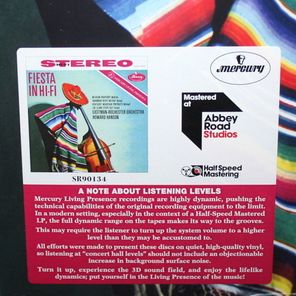 STEREO
FIESTA
IN HI-FI
EASTMAN-ROCHESTER ORCHESTRA
HOWARD HANSON
SR90134
mercury
Mastered
at
Abbey
Road
Studios
Half Speed
Mastering
A NOTE ABOUT LISTENING LEVELS
Mercury Living Presence recordings are highly dynamic, pushing the
technical capabilities of the original recording equipment to the limit.
In a modern setting, especially in the context of a Half-Speed Mastered
LP, the full dynamic range on the tapes makes its way to the grooves.
This may require the listener to turn up the system volume to a higher
level than they may be accustomed to.
All efforts were made to present these discs on quiet, high-quality vinyl,
so listening at "concert hall levels" should not include an objectionable
increase in background surface noise.
Turn it up, experience the 3D sound field, and enjoy the lifelike
dynamics; put yourself in the Living Presence of the music!